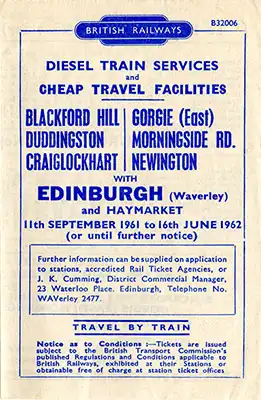 B32006
BRITISH RAILWAYS
DIESEL TRAIN SERVICES
and
CHEAP TRAVEL FACILITIES
BLACKFORD HILL | GORGIE (East)
DUDDINGSTON | MORNINGSIDE RD.
CRAIGLOCKHART | NEWINGTON
WITH
EDINBURGH (Waverley)
and HAYMARKET
11th SEPTEMBER 1961 to 16th JUNE 1962
(or until further notice)
Further information can be supplied on application
to stations, accredited Rail Ticket Agencies, or
J. K. Cumming, District Commercial Manager,
23 Waterloo Place, Edinburgh, Telephone No.
WAVerley 2477.
TRAVEL BY TRAIN
Notice as to Conditions :—Tickets are issued
subject to the British Transport Commission's
published Regulations and Conditions applicable to
British Railways, exhibited at their Stations or
obtainable free of charge at station ticket offices